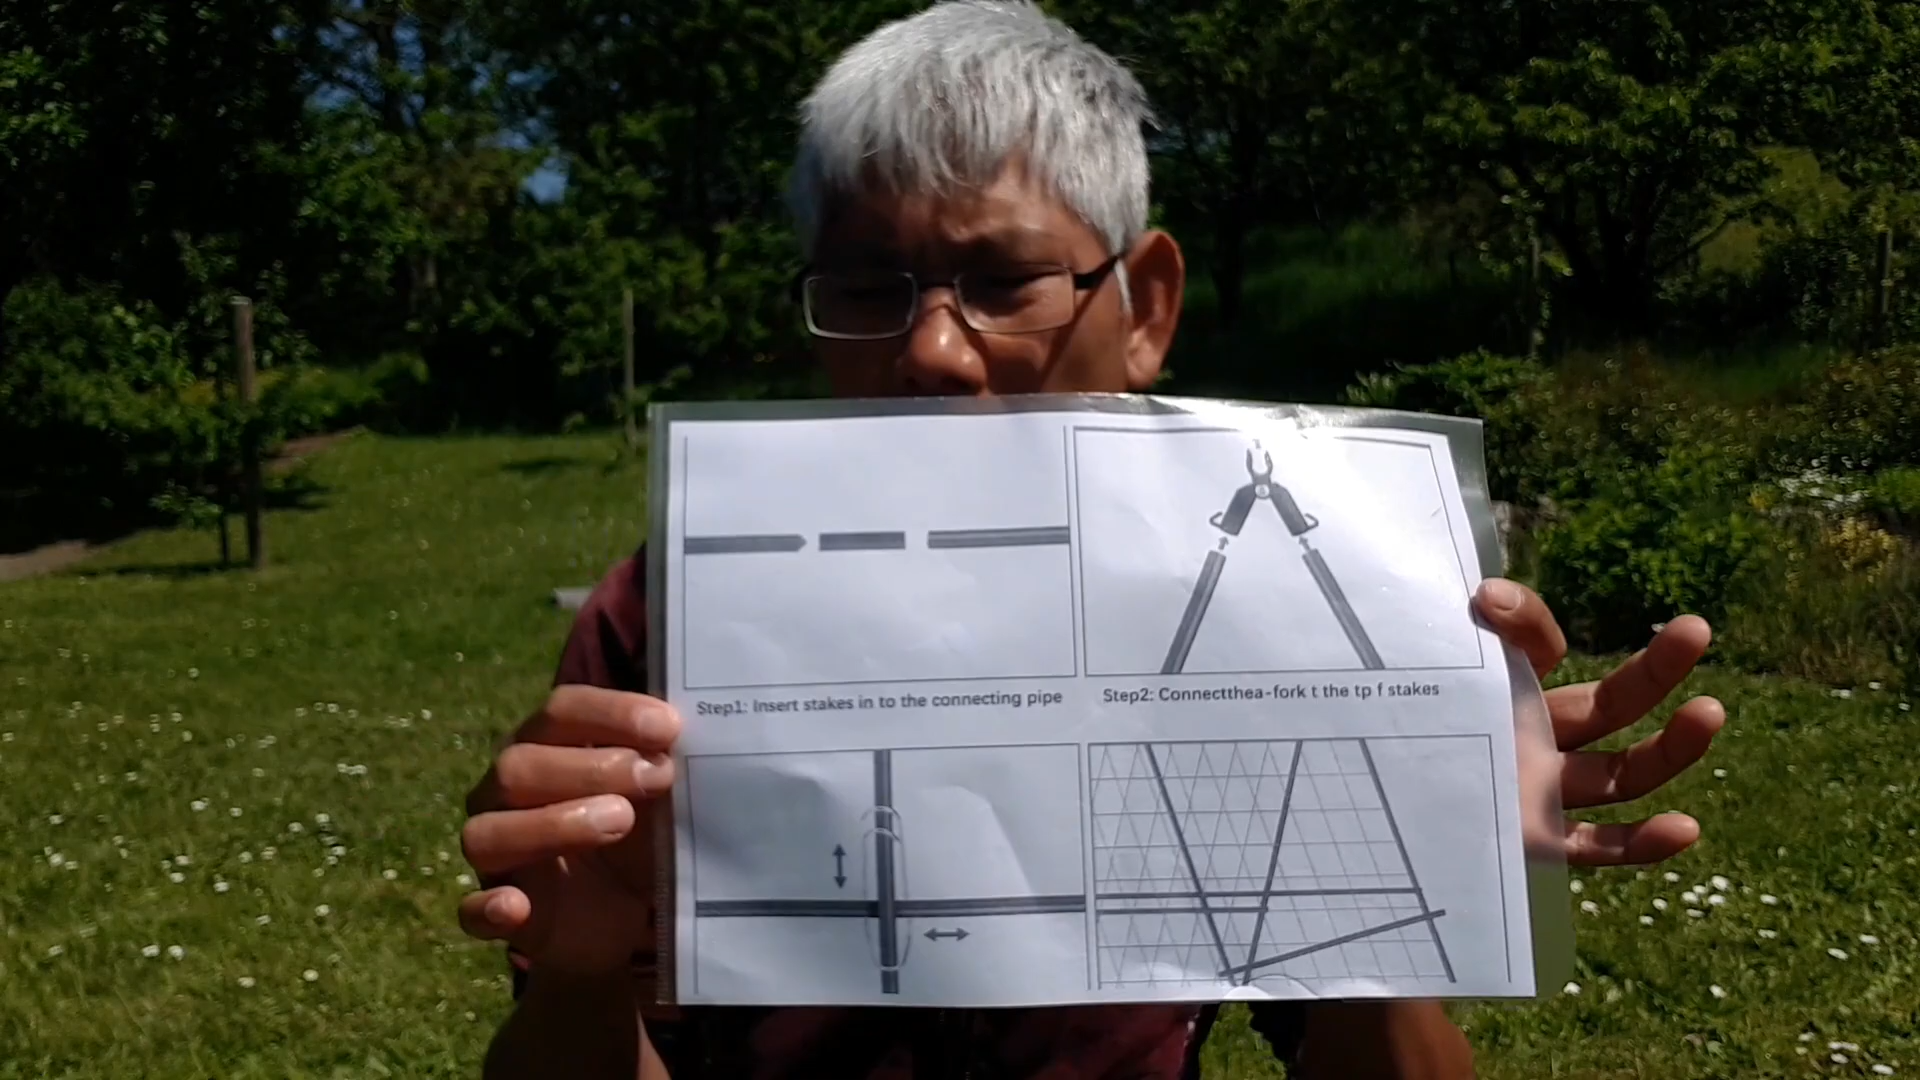 Step1: Insert stakes in to the connecting pipe
Step2: Connectthea-fork t the tp f stakes